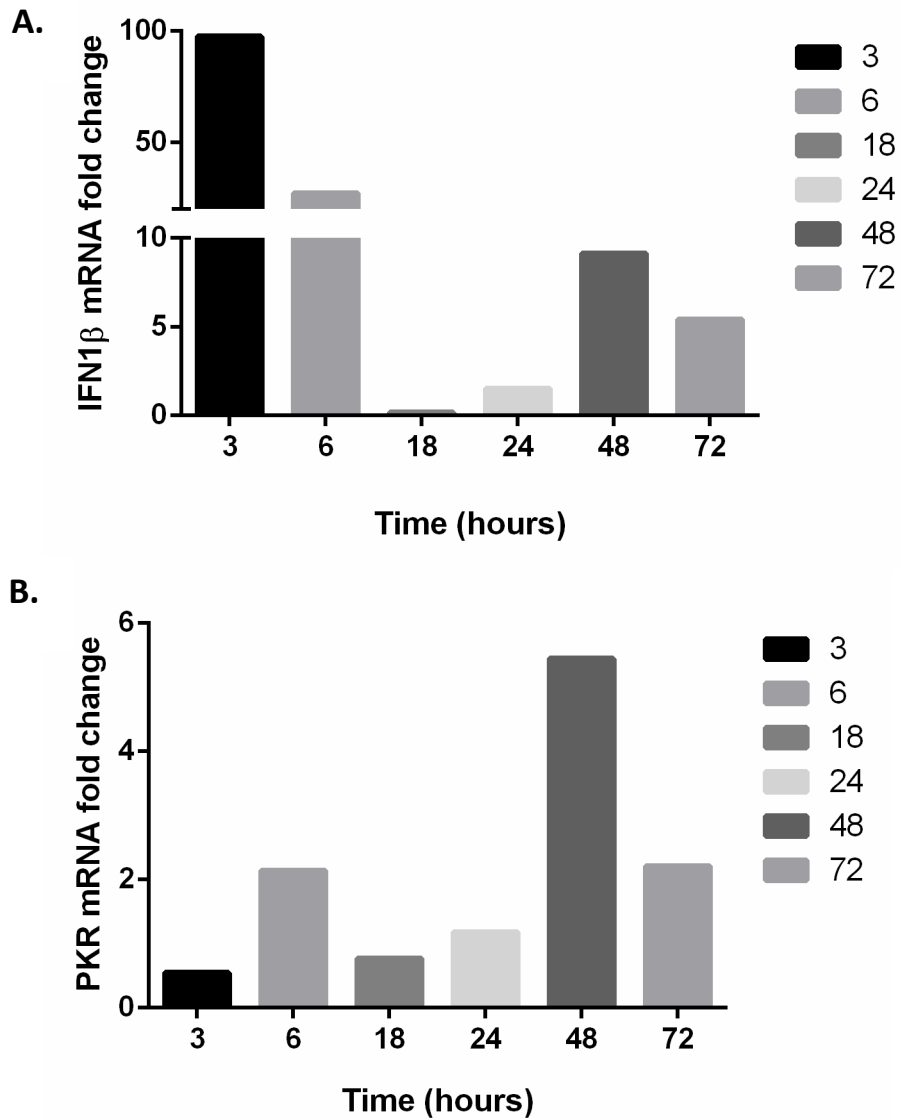 A.
IFN1β mRNA fold change
100
50
10
5
0
3 6 18 24 48 72
Time (hours)
3
6
18
24
48
72
B.
PKR mRNA fold change
6
4
2
0
3 6 18 24 48 72
Time (hours)
3
6
18
24
48
72